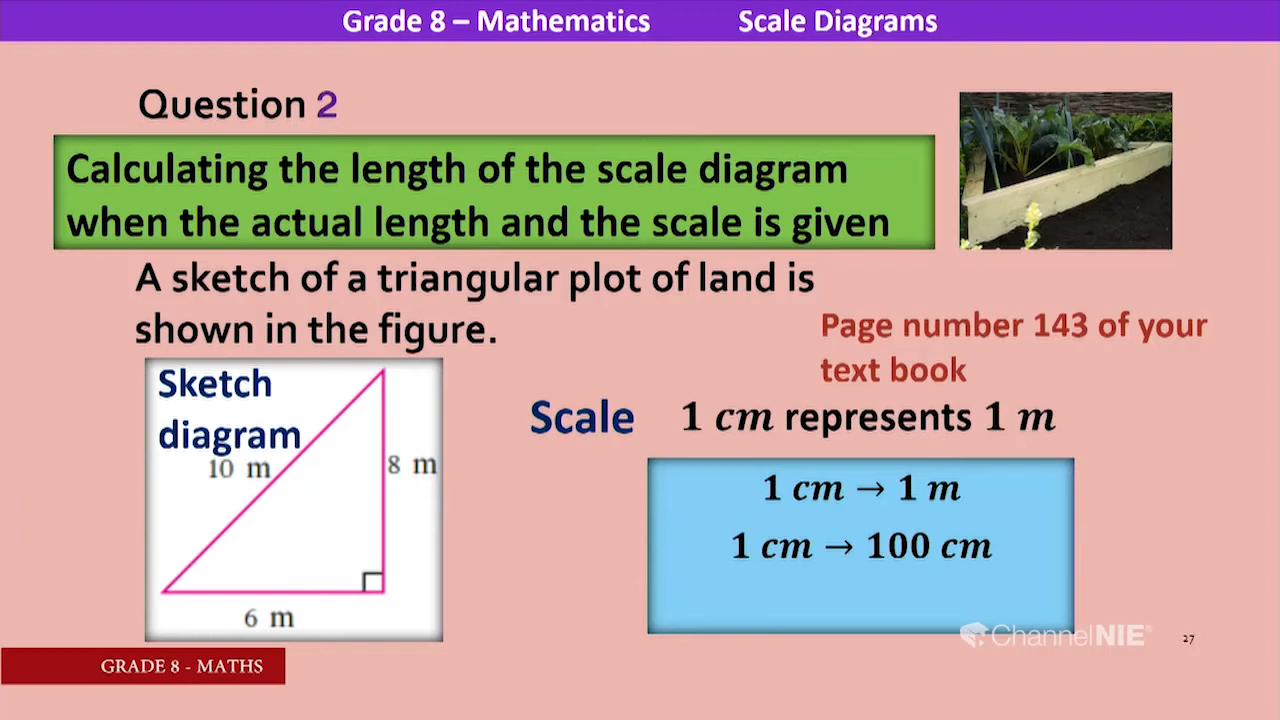 Grade 8 – Mathematics Scale Diagrams
Question 2
Calculating the length of the scale diagram
when the actual length and the scale is given
A sketch of a triangular plot of land is
shown in the figure.
Page number 143 of your
text book
Sketch
diagram
10 m
8 m
6 m
Scale 1 cm represents 1 m
1 cm → 1 m
1 cm → 100 cm
ChannelNIE®
27
GRADE 8 - MATHS